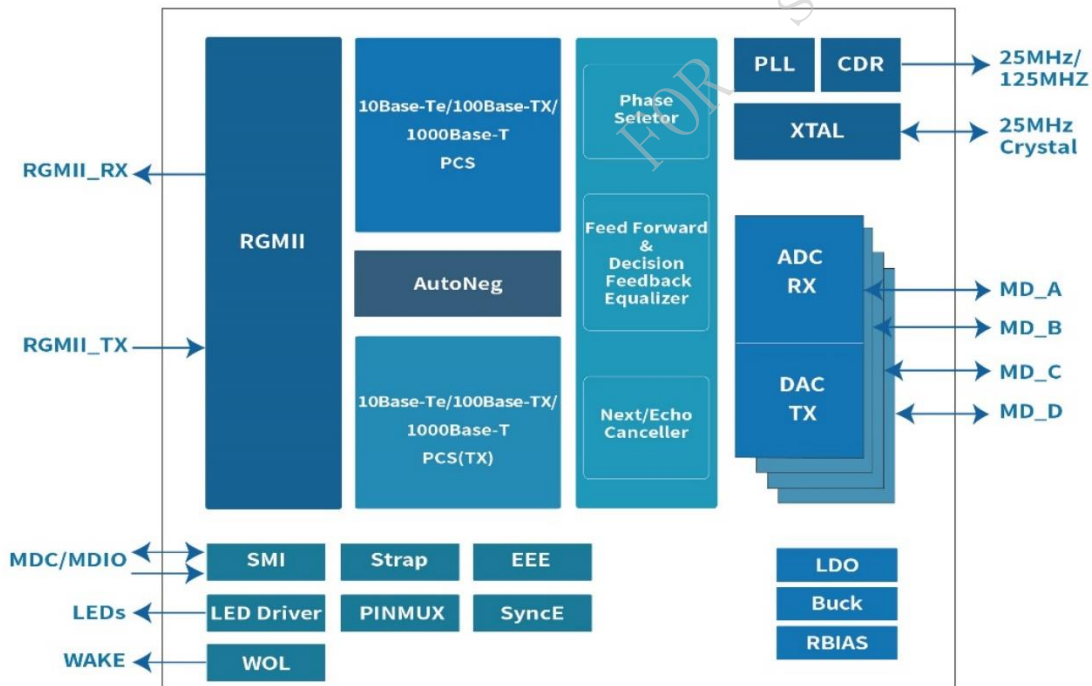 RGMII_RX
RGMII_TX
RGMII
10Base-Te/100Base-TX/
1000Base-T
PCS
AutoNeg
10Base-Te/100Base-TX/
1000Base-T
PCS(TX)
Phase
Seletor
Feed Forward
&
Decision
Feedback
Equalizer
Next/Echo
Canceller
PLL
CDR
25MHz/
125MHZ
XTAL
25MHz
Crystal
ADC
RX
DAC
TX
MD_A
MD_B
MD_C
MD_D
MDC/MDIO
SMI
Strap
EEE
LEDs
LED Driver
PINMUX
SyncE
WAKE
WOL
LDO
Buck
RBIAS
FOR